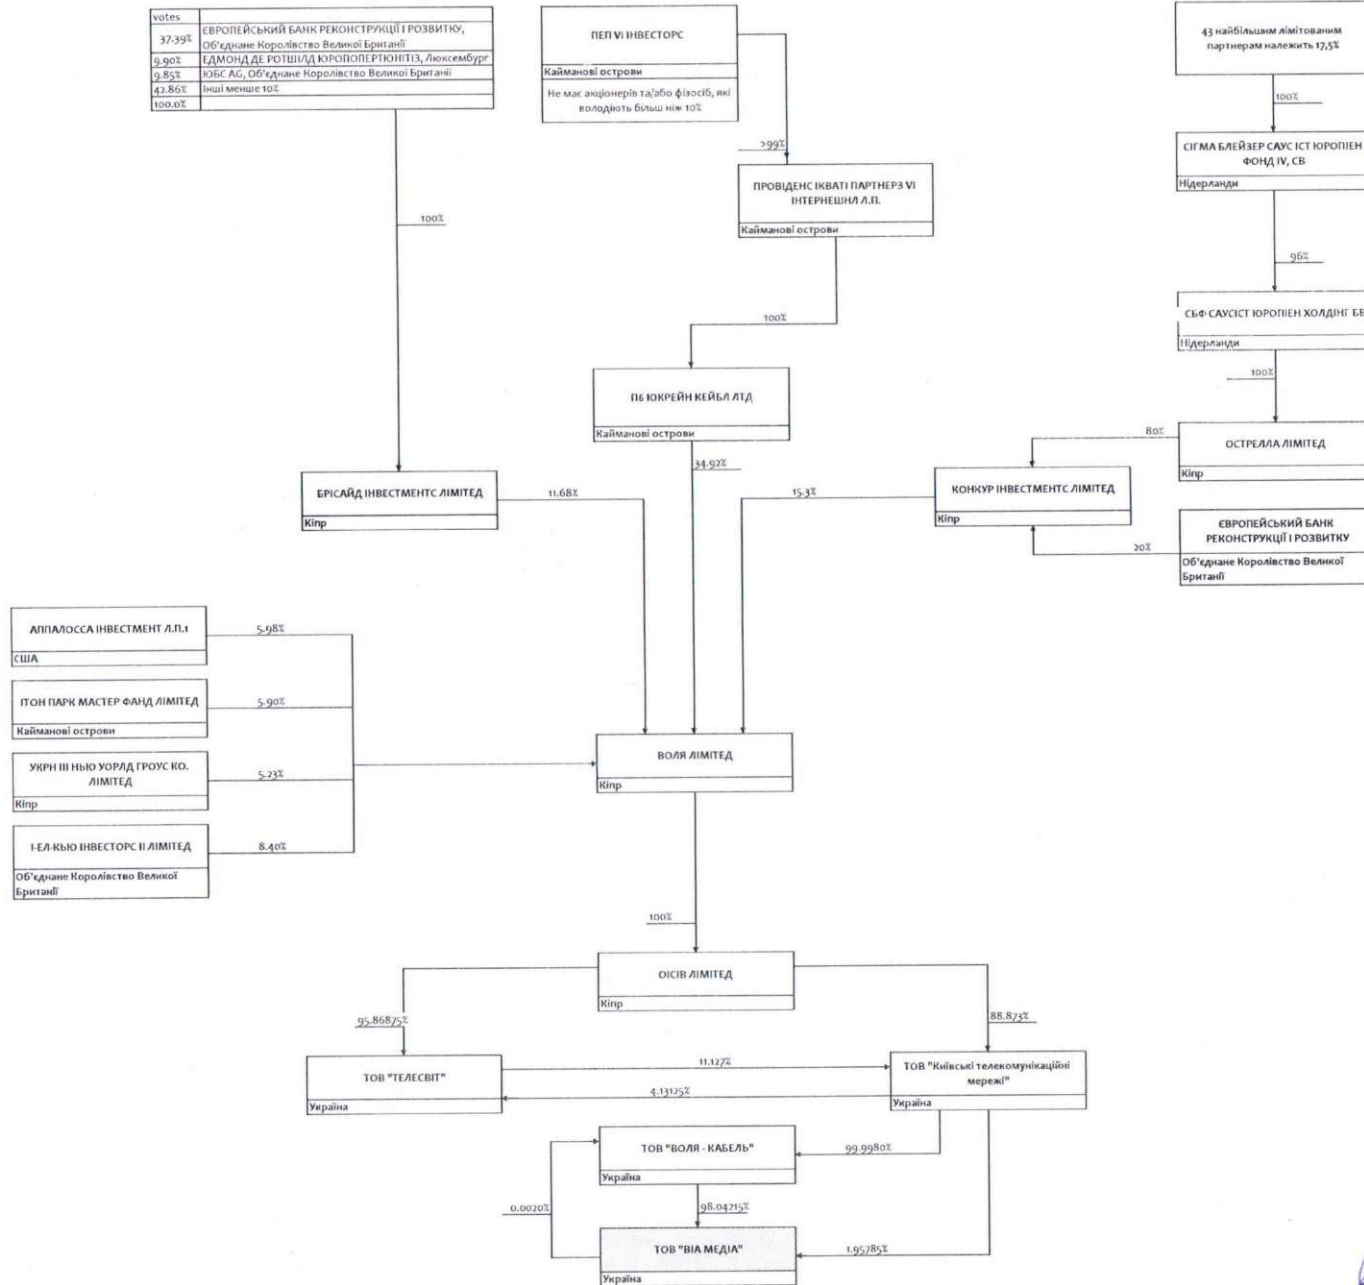 votes
37.39% ЄВРОПЕЙСЬКИЙ БАНК РЕКОНСТРУКЦІЇ І РОЗВИТКУ,
Об'єднане Королівство Великої Британії
9.90% ЕДМОНД ДЕ РОТШІЛД ЮРОПОПЕРТЮНІТІЗ, Люксембург
9.85% ЮБС AG, Об'єднане Королівство Великої Британії
42.86% Інші менше 10%
100.0%
ПЕП VI ІНВЕСТОРС
Кайманові острови
Не має акціонерів та/або фізосіб, які
володіють більш ніж 10%
43 найбільшим лімітованим
партнерам належить 17,5%
100%
>99%
СІГМА БЛЕЙЗЕР САУС ІСТ ЮРОПІЕН
ФОНД IV, СВ
Нідерланди
ПРОВІДЕНС ІКВАТІ ПАРТНЕРЗ VI
ІНТЕРНЕШНЛ Л.П.
Кайманові острови
100%
96%
СБФ САУСІСТ ЮРОПІЕН ХОЛДІНГ БВ
Нідерланди
100%
100%
П6 ЮКРЕЙН КЕЙБЛ ЛТД
Кайманові острови
80%
ОСТРЕЛЛА ЛІМІТЕД
Кіпр
34.92%
БРІСАЙД ІНВЕСТМЕНТС ЛІМІТЕД
Кіпр
11.68%
15.3%
КОНКУР ІНВЕСТМЕНТС ЛІМІТЕД
Кіпр
20%
ЄВРОПЕЙСЬКИЙ БАНК
РЕКОНСТРУКЦІЇ І РОЗВИТКУ
Об'єднане Королівство Великої
Британії
АППАЛОССА ІНВЕСТМЕНТ Л.П.1
США
5.98%
ІТОН ПАРК МАСТЕР ФАНД ЛІМІТЕД
Кайманові острови
5.90%
УКРН III НЬЮ УОРЛД ГРОУС КО.
ЛІМІТЕД
Кіпр
5.23%
І-ЕЛ-КЬЮ ІНВЕСТОРС II ЛІМІТЕД
Об'єднане Королівство Великої
Британії
8.40%
ВОЛЯ ЛІМІТЕД
Кіпр
100%
ОІСІВ ЛІМІТЕД
Кіпр
95.86875%
88.873%
ТОВ "ТЕЛЕСВІТ"
Україна
11.127%
4.13125%
ТОВ "Київські телекомунікаційні
мережі"
Україна
ТОВ "ВОЛЯ - КАБЕЛЬ"
Україна
99.9980%
0.0020%
98.04215%
ТОВ "ВІА МЕДІА"
Україна
1.95785%